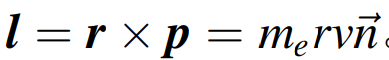 l = r × p = mₑrvn⃗。